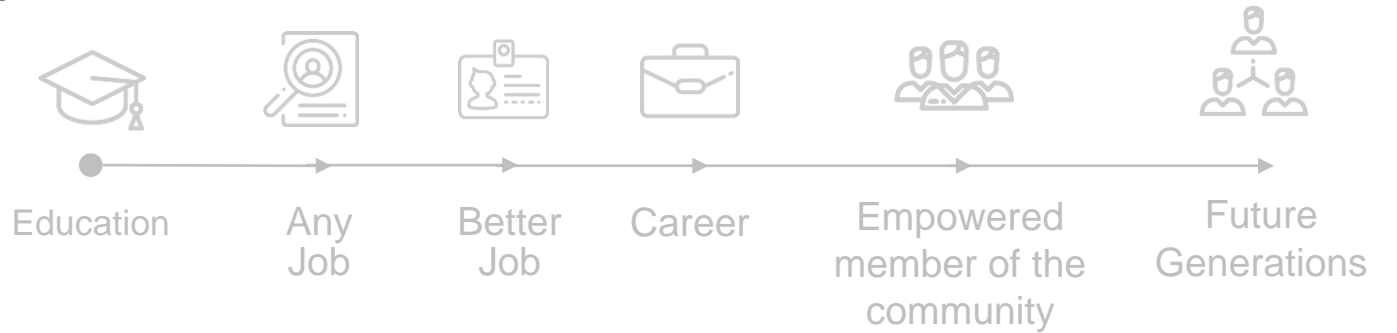 Education
Any
Job
Better
Job
Career
Empowered
member of the
community
Future
Generations